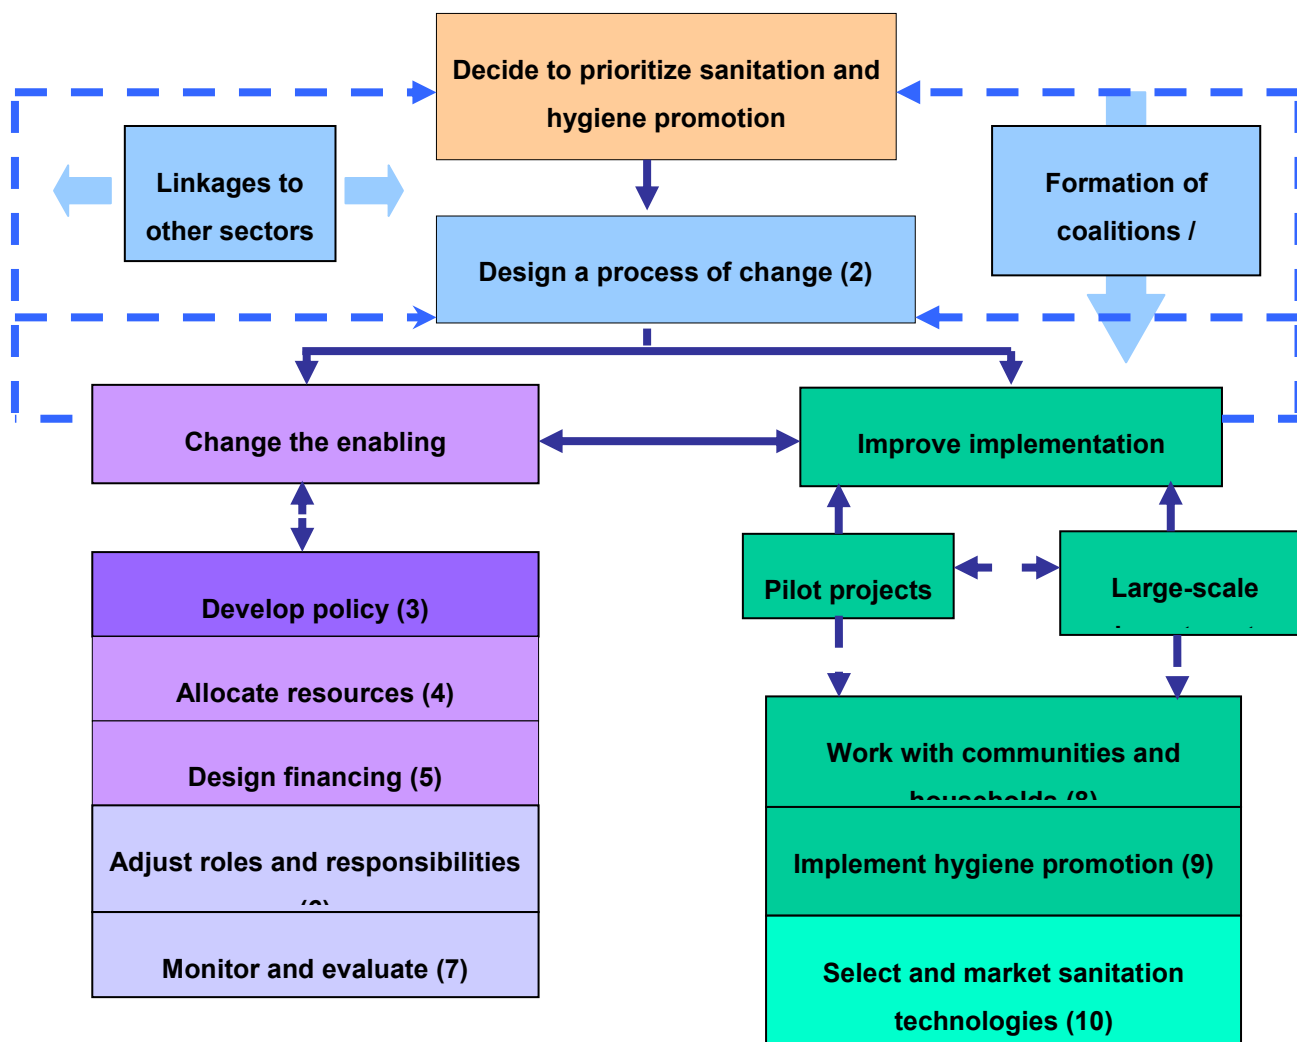 Decide to prioritize sanitation and
hygiene promotion
Linkages to
other sectors
Formation of
coalitions /
Design a process of change (2)
Change the enabling
Improve implementation
Pilot projects
Large-scale
Develop policy (3)
Allocate resources (4)
Design financing (5)
Adjust roles and responsibilities
Monitor and evaluate (7)
Work with communities and
households (8)
Implement hygiene promotion (9)
Select and market sanitation
technologies (10)